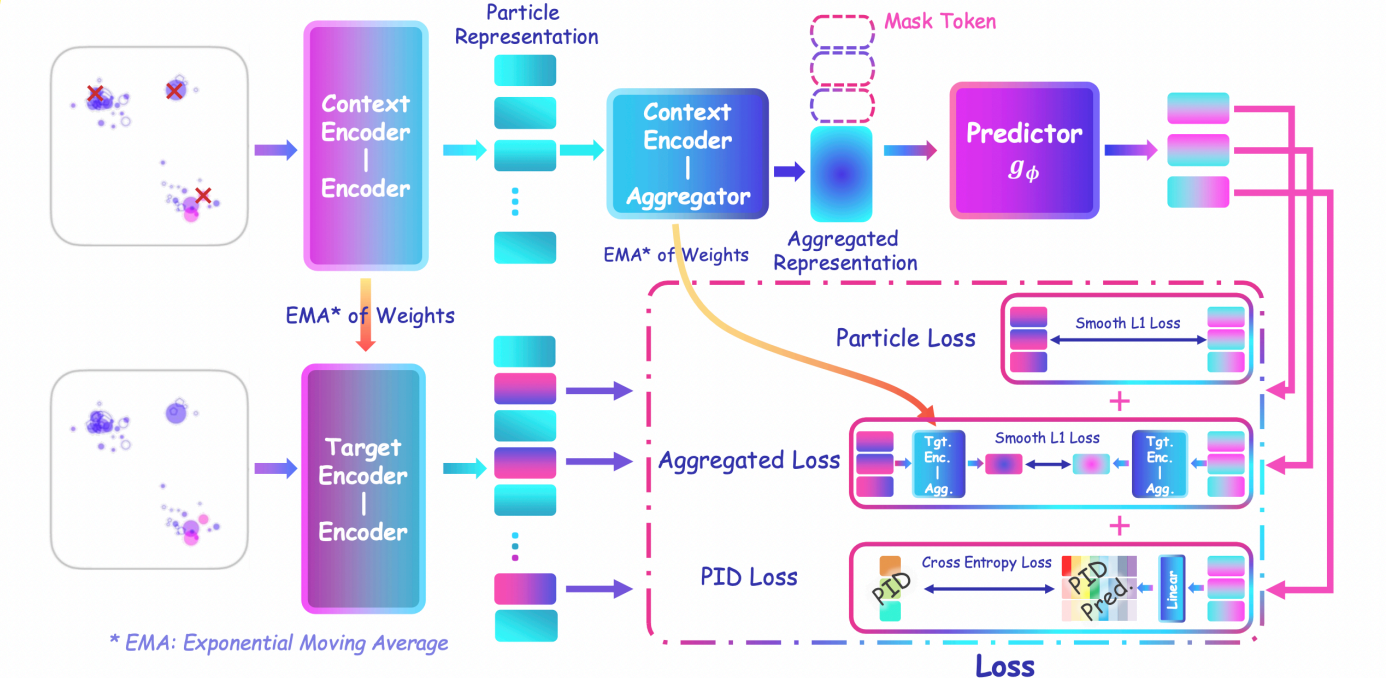 Particle
Representation
Mask Token
Context
Encoder
|
Encoder
Context
Encoder
|
Aggregator
Predictor
gϕ
Aggregated
Representation
EMA* of Weights
EMA* of Weights
Particle Loss
Smooth L1 Loss
+
Target
Encoder
|
Encoder
Aggregated Loss
Tgt.
Enc.
|
Agg.
Smooth L1 Loss
Tgt.
Enc.
|
Agg.
+
PID Loss
PID
Cross Entropy Loss
PID
Pred.
Linear
* EMA: Exponential Moving Average
Loss